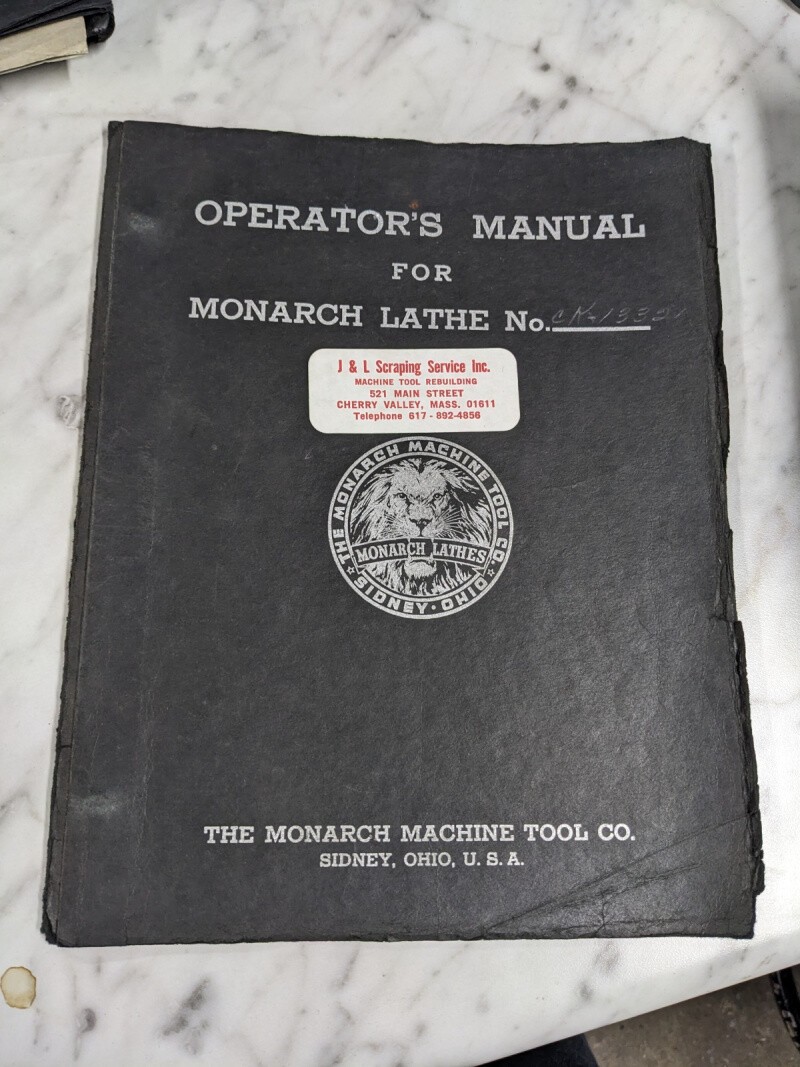 OPERATOR'S MANUAL
FOR
MONARCH LATHE No.
J & L Scraping Service Inc.
MACHINE TOOL REBUILDING
521 MAIN STREET
CHERRY VALLEY, MASS. 01611
Telephone 617 - 892-4856
THE MONARCH MACHINE TOOL CO.
MONARCH LATHES
SIDNEY · OHIO
THE MONARCH MACHINE TOOL CO.
SIDNEY, OHIO, U. S. A.